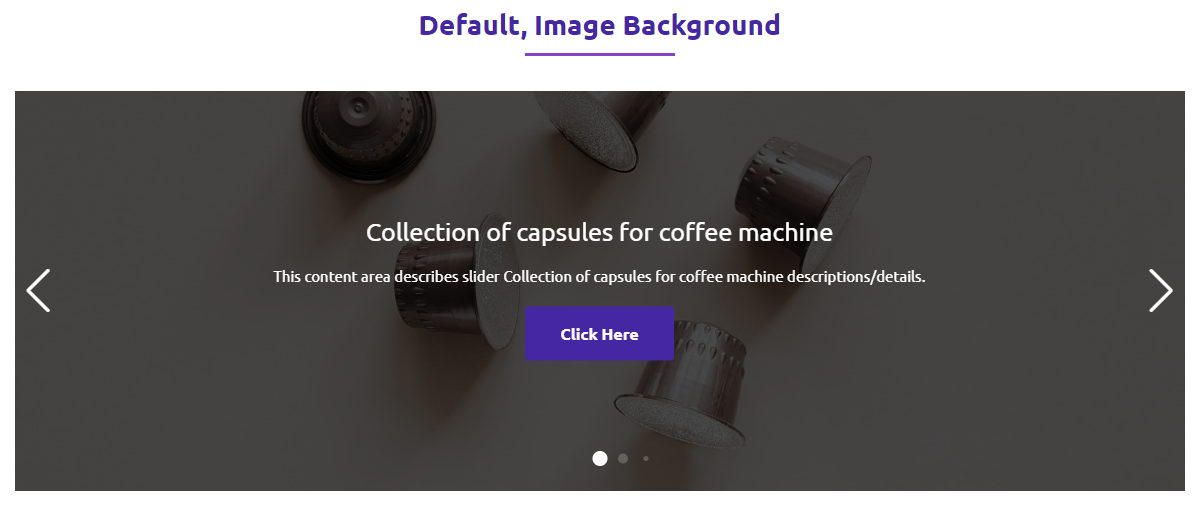 Default, Image Background
Collection of capsules for coffee machine
This content area describes slider Collection of capsules for coffee machine descriptions/details.
Click Here